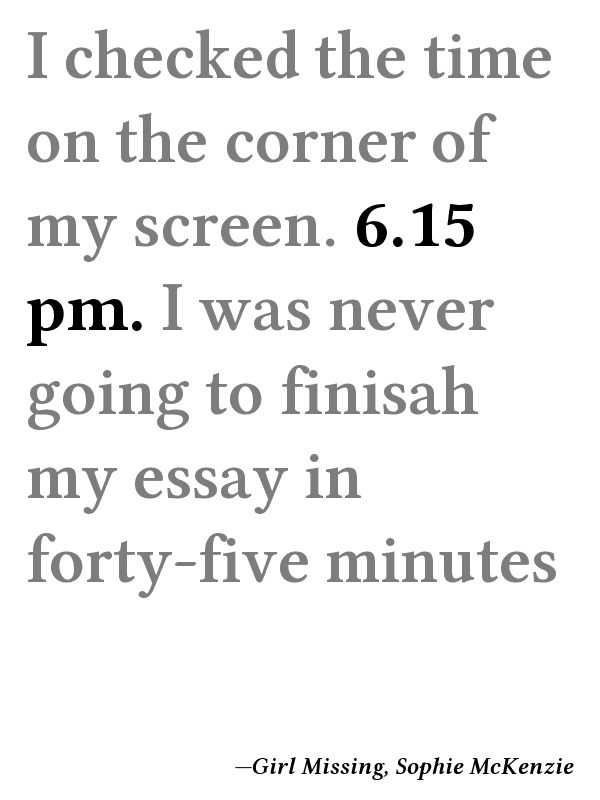 I checked the time
on the corner of
my screen. 6.15
pm. I was never
going to finisah
my essay in
forty-five minutes
—Girl Missing, Sophie McKenzie